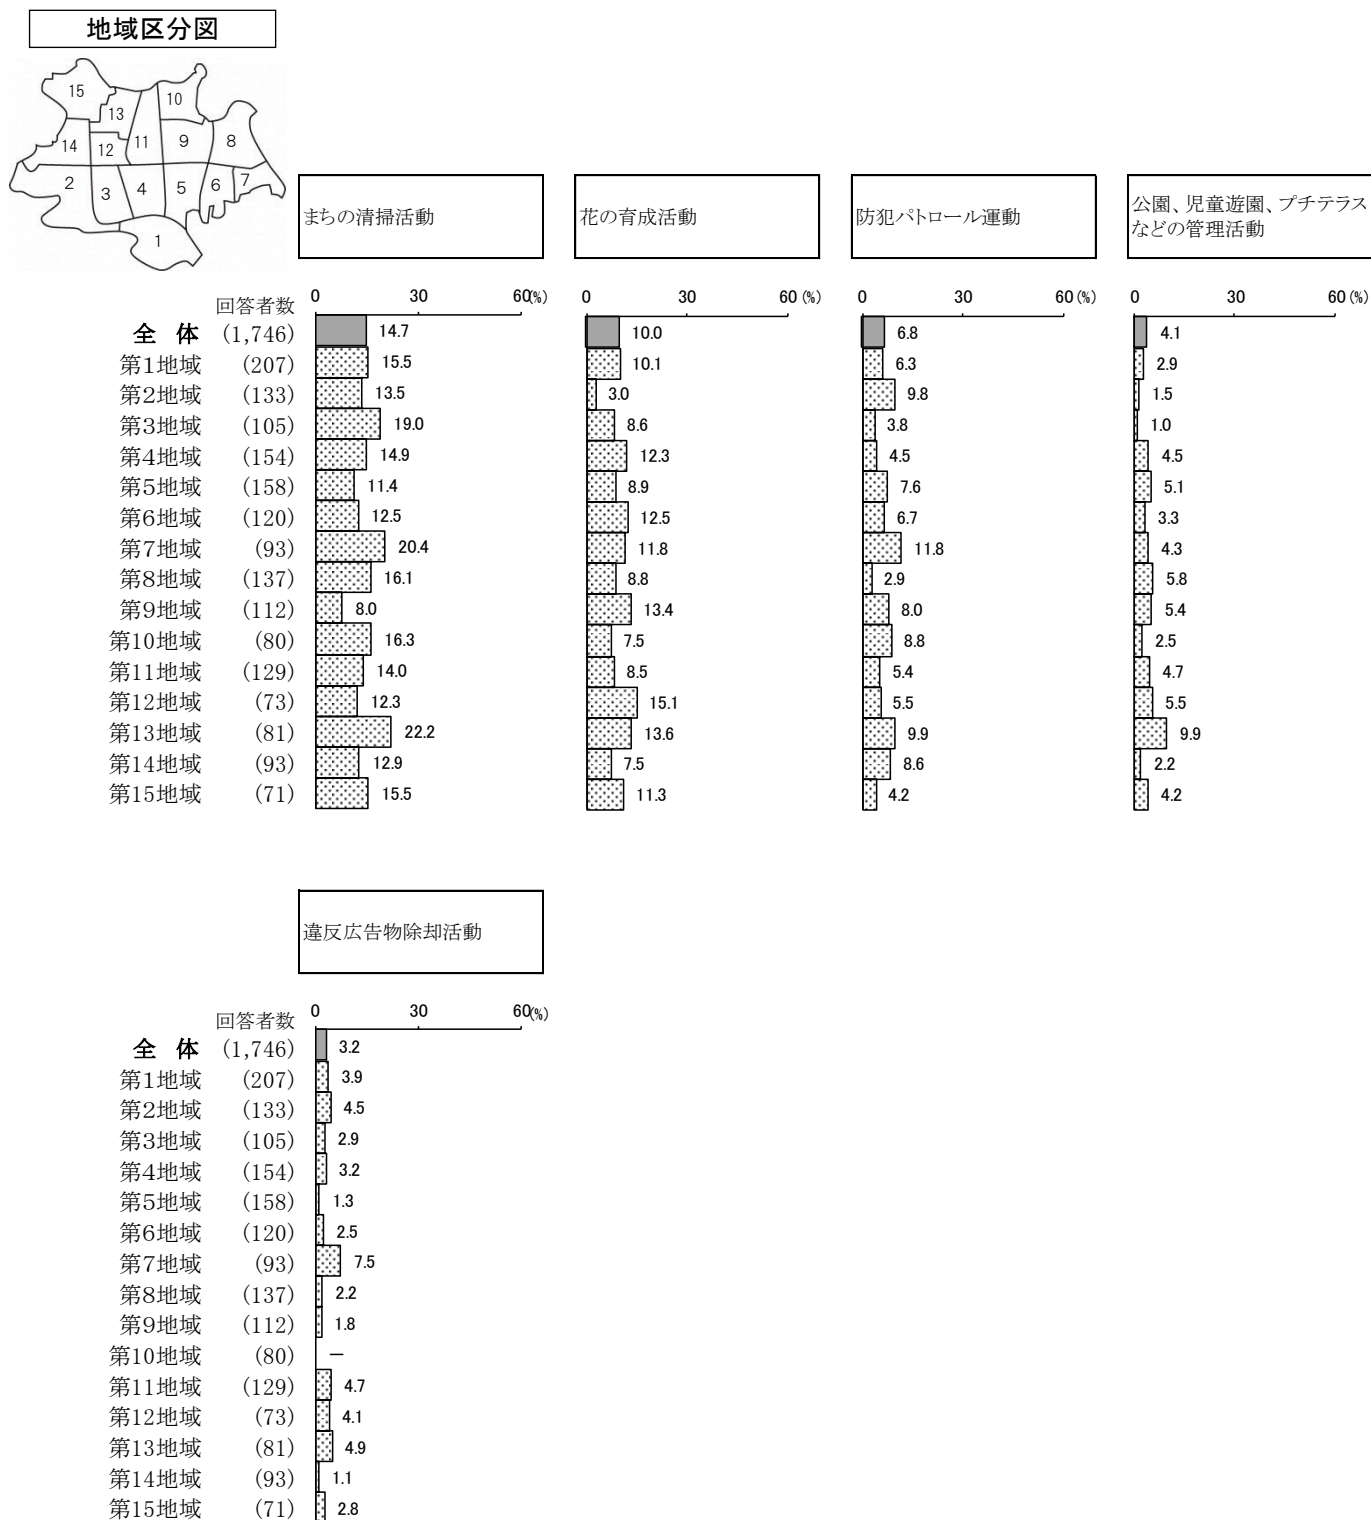 地域区分図
15
10
13
14
12
11
9
8
2
3
4
5
6
7
1
まちの清掃活動
花の育成活動
防犯パトロール運動
公園、児童遊園、プチテラス
などの管理活動
回答者数 0 30 60(%) 0 30 60(%) 0 30 60(%) 0 30 60(%)
全 体 (1,746) 14.7 10.0 6.8 4.1
第1地域 (207) 15.5 10.1 6.3 2.9
第2地域 (133) 13.5 3.0 9.8 1.5
第3地域 (105) 19.0 8.6 3.8 1.0
第4地域 (154) 14.9 12.3 4.5 4.5
第5地域 (158) 11.4 8.9 7.6 5.1
第6地域 (120) 12.5 12.5 6.7 3.3
第7地域 (93) 20.4 11.8 11.8 4.3
第8地域 (137) 16.1 8.8 2.9 5.8
第9地域 (112) 8.0 13.4 8.0 5.4
第10地域 (80) 16.3 7.5 8.8 2.5
第11地域 (129) 14.0 8.5 5.4 4.7
第12地域 (73) 12.3 15.1 5.5 5.5
第13地域 (81) 22.2 13.6 9.9 9.9
第14地域 (93) 12.9 7.5 8.6 2.2
第15地域 (71) 15.5 11.3 4.2 4.2
違反広告物除却活動
回答者数 0 30 60(%)
全 体 (1,746) 3.2
第1地域 (207) 3.9
第2地域 (133) 4.5
第3地域 (105) 2.9
第4地域 (154) 3.2
第5地域 (158) 1.3
第6地域 (120) 2.5
第7地域 (93) 7.5
第8地域 (137) 2.2
第9地域 (112) 1.8
第10地域 (80) －
第11地域 (129) 4.7
第12地域 (73) 4.1
第13地域 (81) 4.9
第14地域 (93) 1.1
第15地域 (71) 2.8